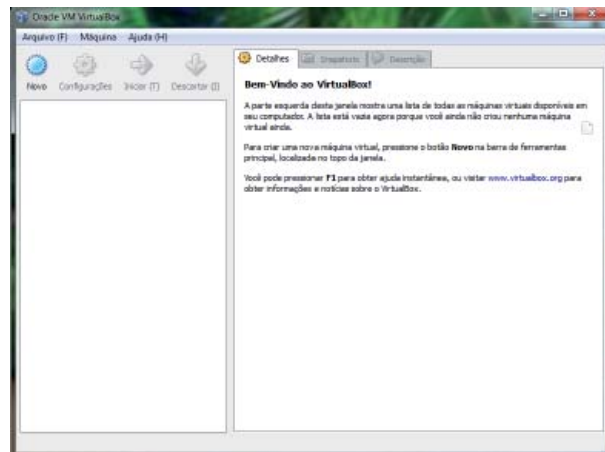 Oracle VM VirtualBox
Arquivo (F) Máquina Ajuda (H)
Novo Configurações Iniciar (T) Descartar (J)
Detalhes Snapshots Descrição
Bem-Vindo ao VirtualBox!
A parte esquerda desta janela mostra uma lista de todas as máquinas virtuais disponíveis em
seu computador. A lista está vazia agora porque você ainda não criou nenhuma máquina
virtual ainda.
Para criar uma nova máquina virtual, pressione o botão Novo na barra de ferramentas
principal, localizada no topo da janela.
Você pode pressionar F1 para obter ajuda instantânea, ou visitar www.virtualbox.org para
obter informações e notícias sobre o VirtualBox.